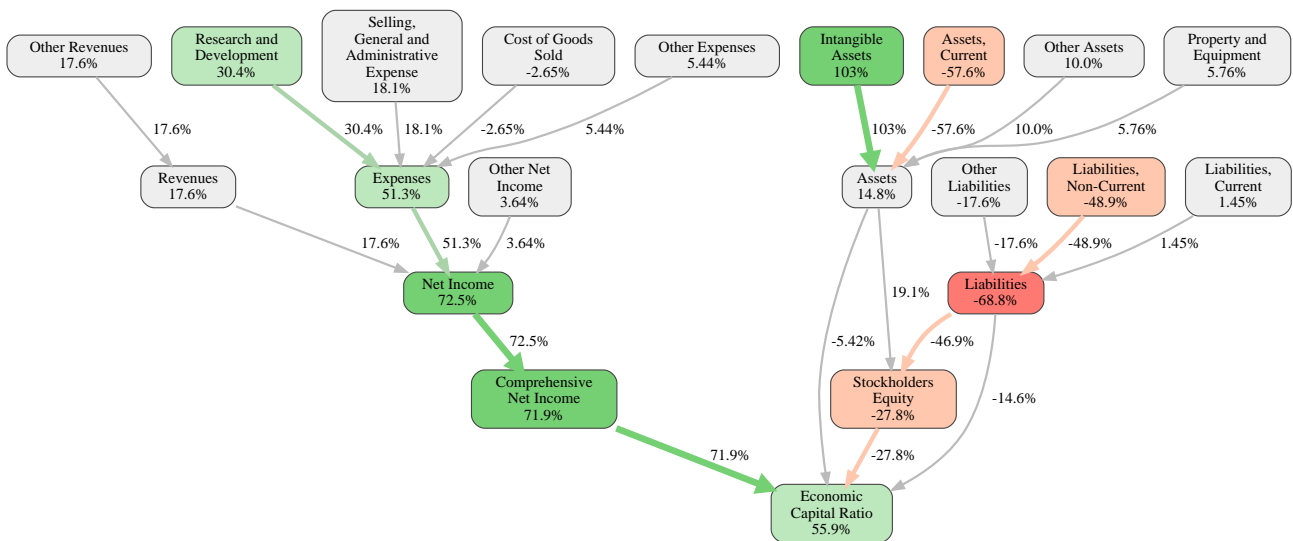 Other Revenues
17.6%
Research and
Development
30.4%
Selling,
General and
Administrative
Expense
18.1%
Cost of Goods
Sold
-2.65%
Other Expenses
5.44%
Intangible
Assets
103%
Assets,
Current
-57.6%
Other Assets
10.0%
Property and
Equipment
5.76%
17.6%
30.4%
18.1%
-2.65%
5.44%
103%
-57.6%
10.0%
5.76%
Revenues
17.6%
Expenses
51.3%
Other Net
Income
3.64%
Assets
14.8%
Other
Liabilities
-17.6%
Liabilities,
Non-Current
-48.9%
Liabilities,
Current
1.45%
17.6%
51.3%
3.64%
-17.6%
-48.9%
1.45%
Net Income
72.5%
19.1%
Liabilities
-68.8%
72.5%
-5.42%
-46.9%
Comprehensive
Net Income
71.9%
Stockholders
Equity
-27.8%
-14.6%
71.9%
-27.8%
Economic
Capital Ratio
55.9%